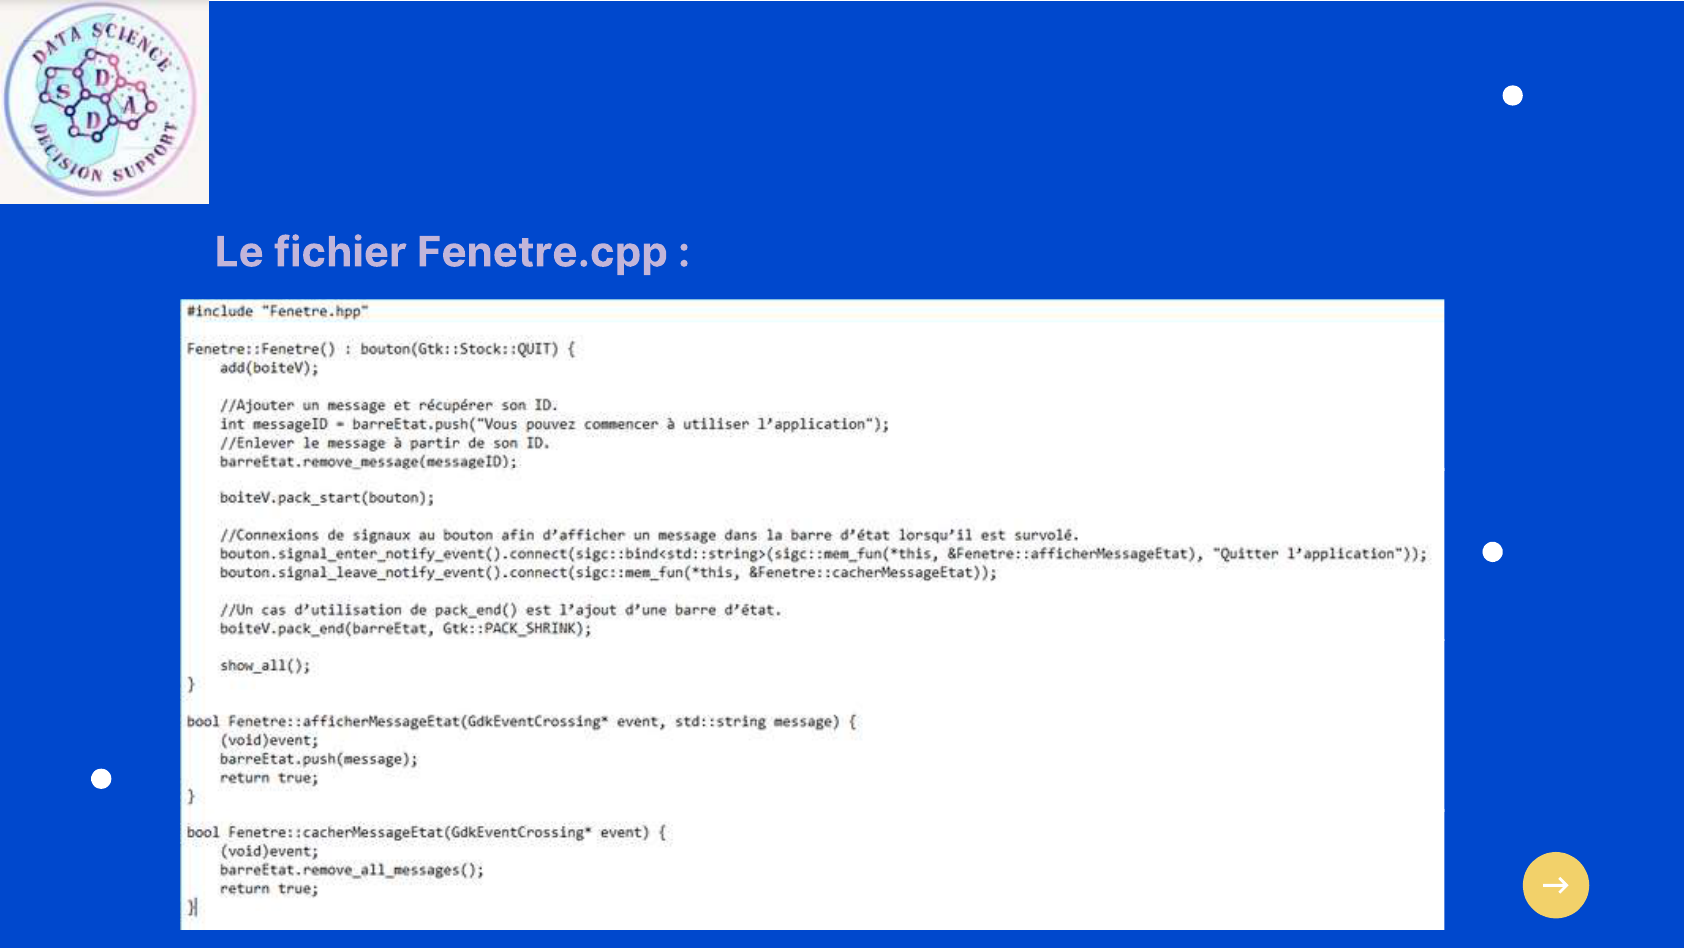 DATA SCIENCE
S D D A
DECISION SUPPORT
Le fichier Fenetre.cpp :
#include "Fenetre.hpp"
Fenetre::Fenetre() : bouton(Gtk::Stock::QUIT) {
add(boiteV);
//Ajouter un message et récupérer son ID.
int messageID = barreEtat.push("Vous pouvez commencer à utiliser l’application");
//Enlever le message à partir de son ID.
barreEtat.remove_message(messageID);
boiteV.pack_start(bouton);
//Connexions de signaux au bouton afin d’afficher un message dans la barre d’état lorsqu’il est survolé.
bouton.signal_enter_notify_event().connect(sigc::bind<std::string>(sigc::mem_fun(*this, &Fenetre::afficherMessageEtat), "Quitter l’application"));
bouton.signal_leave_notify_event().connect(sigc::mem_fun(*this, &Fenetre::cacherMessageEtat));
//Un cas d’utilisation de pack_end() est l’ajout d’une barre d’état.
boiteV.pack_end(barreEtat, Gtk::PACK_SHRINK);
show_all();
}
bool Fenetre::afficherMessageEtat(GdkEventCrossing* event, std::string message) {
(void)event;
barreEtat.push(message);
return true;
}
bool Fenetre::cacherMessageEtat(GdkEventCrossing* event) {
(void)event;
barreEtat.remove_all_messages();
return true;
}